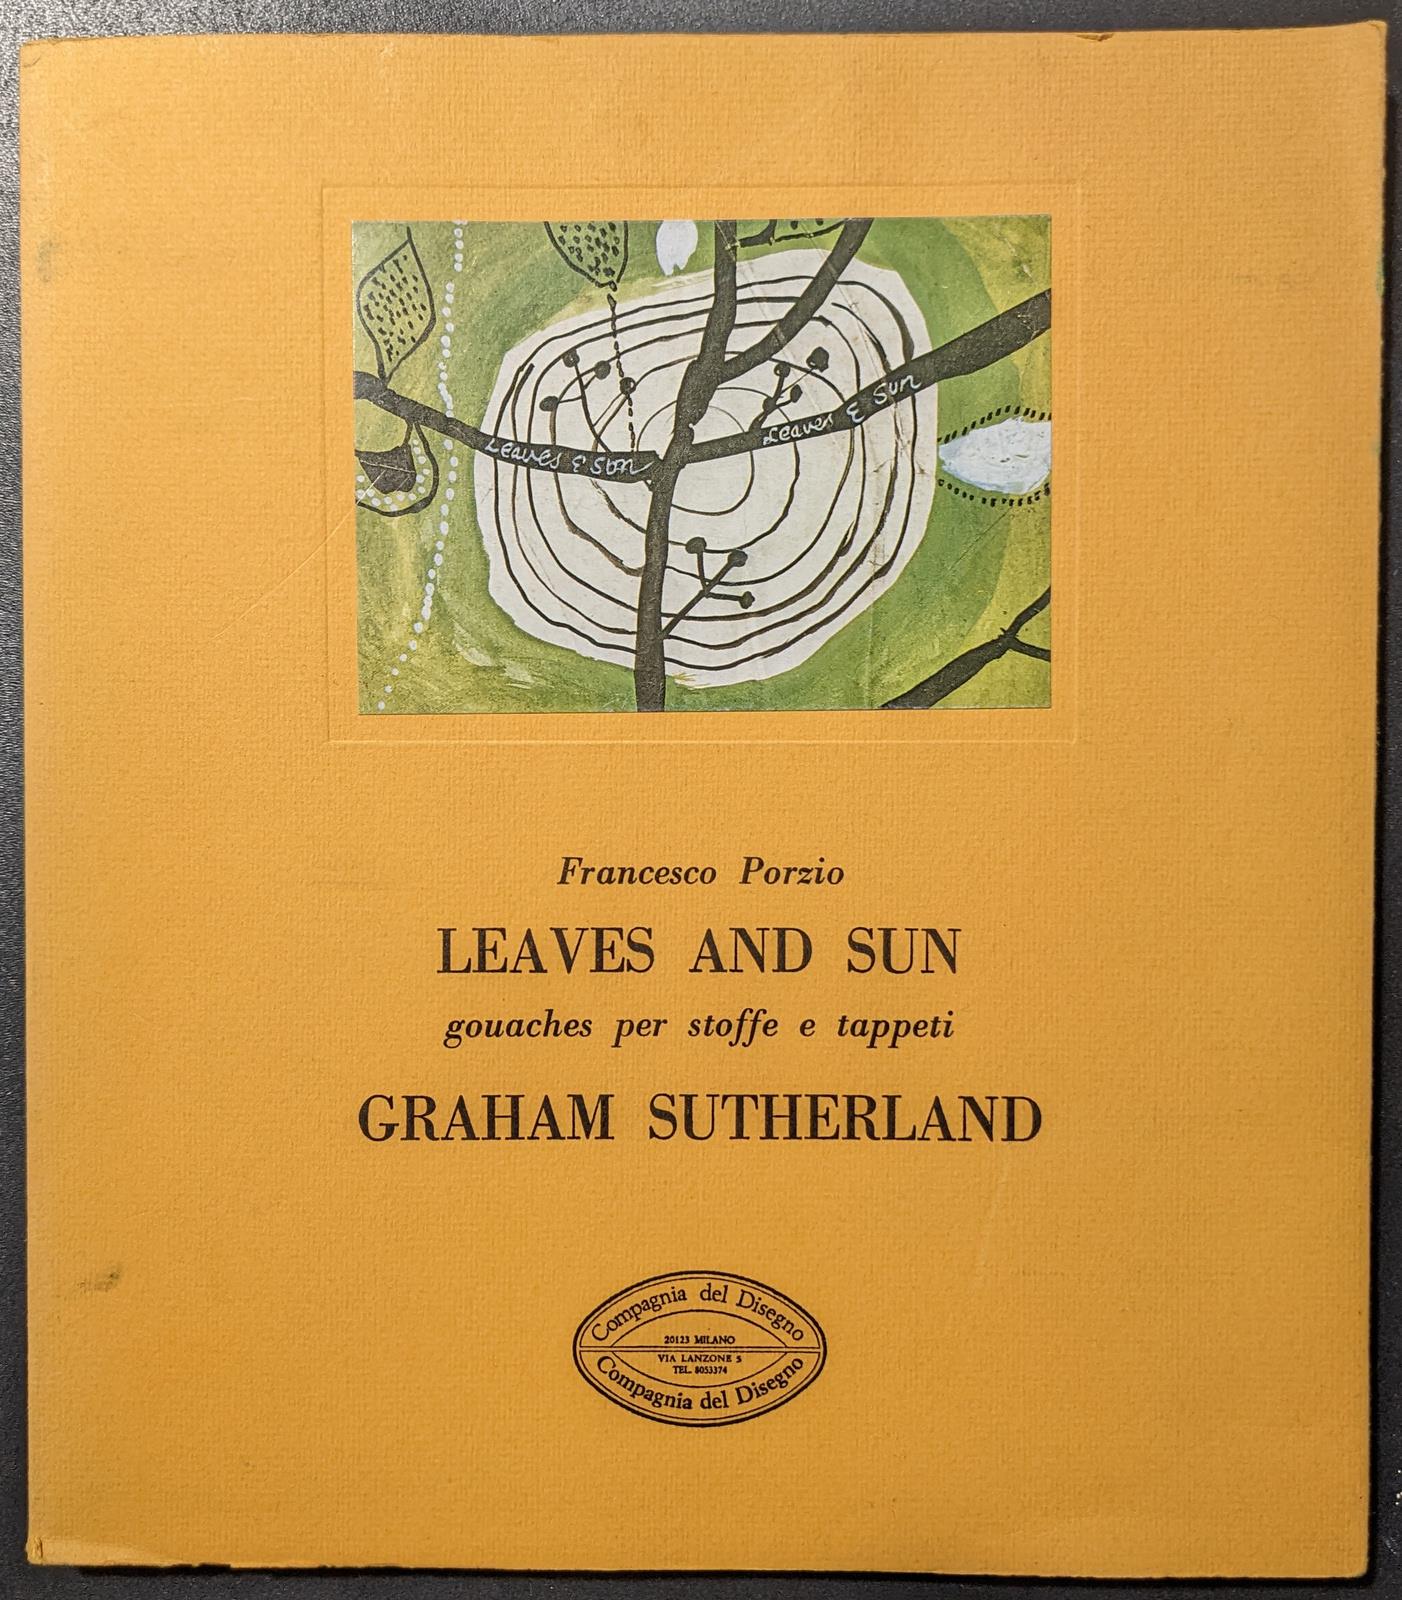 Leaves & Sun
Leaves & Sun
Francesco Porzio
LEAVES AND SUN
gouaches per stoffe e tappeti
GRAHAM SUTHERLAND
Compagnia del Disegno
20123 MILANO
VIA LANZONE 5
TEL. 8053374
Compagnia del Disegno